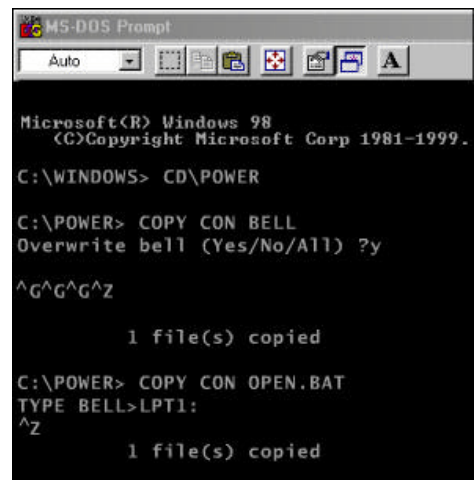 MS-DOS Prompt
Auto
A
Microsoft(R) Windows 98
(C)Copyright Microsoft Corp 1981-1999.
C:\WINDOWS> CD\POWER
C:\POWER> COPY CON BELL
Overwrite bell (Yes/No/All) ?y
^G^G^G^Z
1 file(s) copied
C:\POWER> COPY CON OPEN.BAT
TYPE BELL>LPT1:
^Z
1 file(s) copied